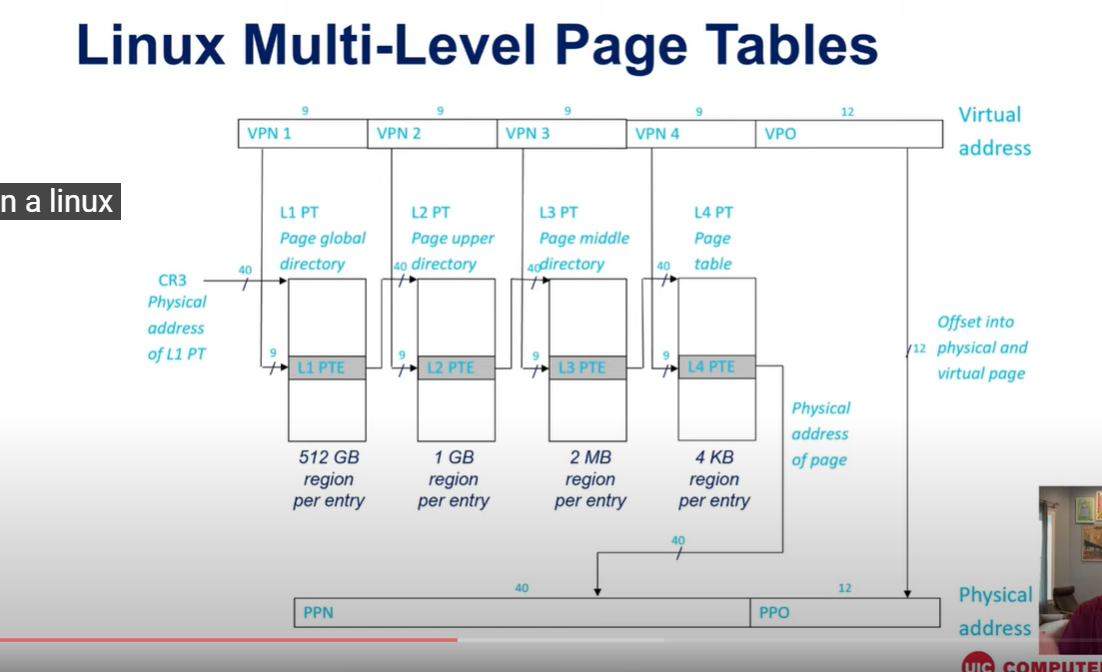 Linux Multi-Level Page Tables
9 9 9 9 12
VPN 1 VPN 2 VPN 3 VPN 4 VPO
Virtual
address
n a linux
L1 PT
Page global
directory
L2 PT
Page upper
directory
L3 PT
Page middle
directory
L4 PT
Page
table
40 40 40 40
CR3
Physical
address
of L1 PT
9 9 9 9
L1 PTE L2 PTE L3 PTE L4 PTE
12
Offset into
physical and
virtual page
Physical
address
of page
512 GB
region
per entry
1 GB
region
per entry
2 MB
region
per entry
4 KB
region
per entry
40
40 12
PPN PPO
Physical
address
UIC COMPUTE